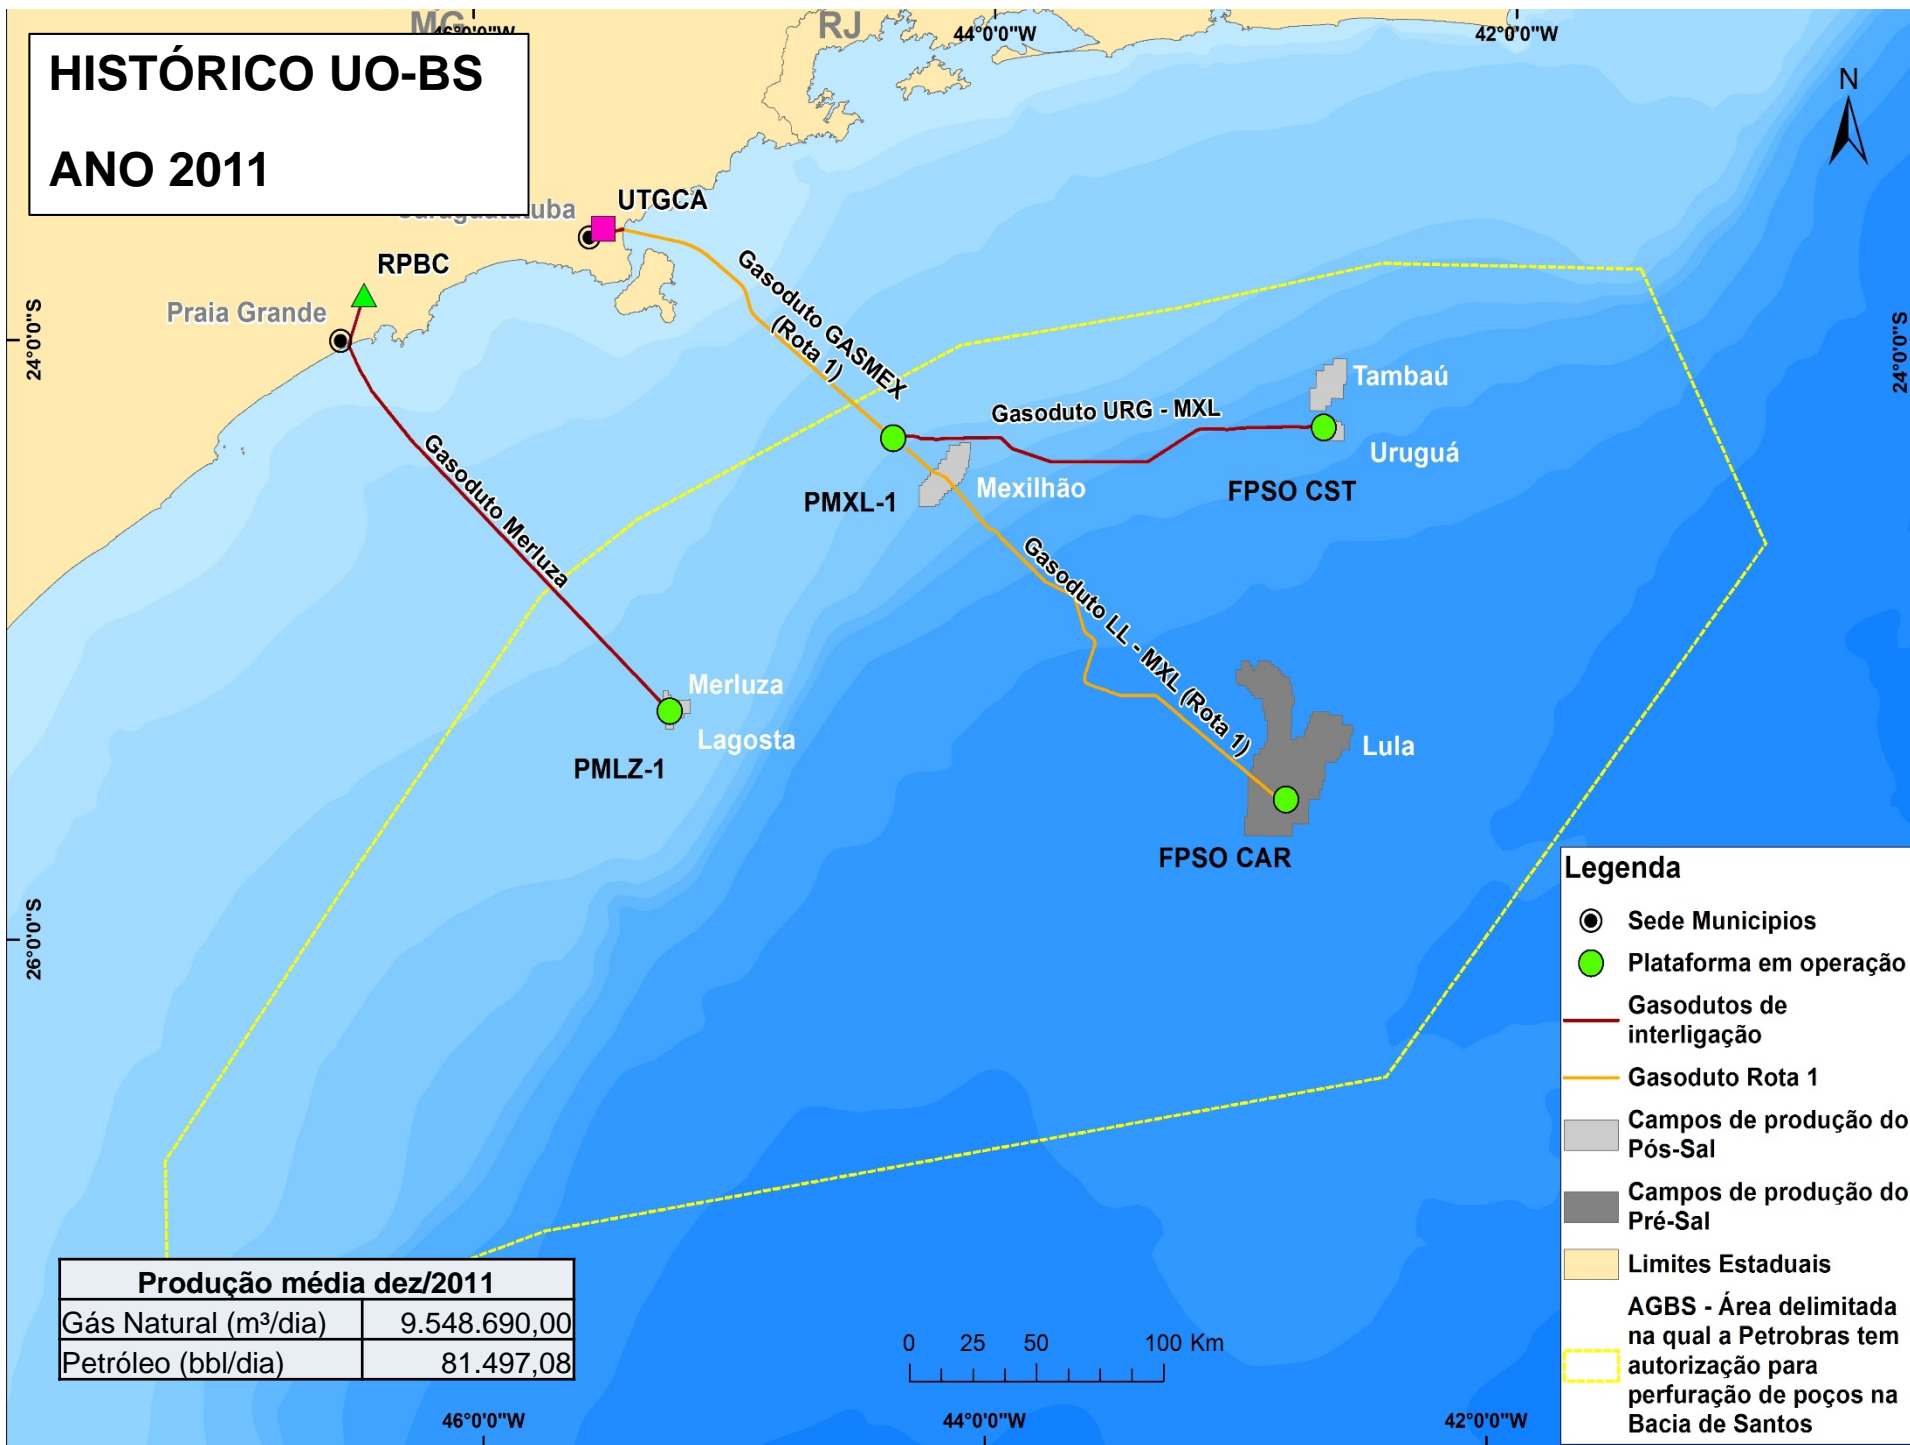 MG
RJ
46°0'0"W
44°0'0"W
42°0'0"W
HISTÓRICO UO-BS
ANO 2011
N
UTGCA
RPBC
Praia Grande
24°0'0"S
24°0'0"S
Gasoduto GASMEX
(Rota 1)
Tambaú
Gasoduto URG - MXL
Uruguá
Mexilhão
FPSO CST
PMXL-1
Gasoduto Merluza
Gasoduto LL - MXL (Rota 1)
Merluza
Lagosta
Lula
PMLZ-1
FPSO CAR
26°0'0"S
Legenda
Sede Municipios
Plataforma em operação
Gasodutos de
interligação
Gasoduto Rota 1
Campos de produção do
Pós-Sal
Campos de produção do
Pré-Sal
Limites Estaduais
AGBS - Área delimitada
na qual a Petrobras tem
autorização para
perfuração de poços na
Bacia de Santos
Produção média dez/2011
Gás Natural (m³/dia) 9.548.690,00
Petróleo (bbl/dia) 81.497,08
0 25 50 100 Km
46°0'0"W
44°0'0"W
42°0'0"W